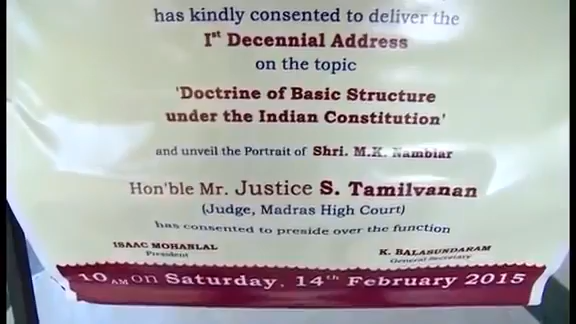 has kindly consented to deliver the
Ist Decennial Address
on the topic
'Doctrine of Basic Structure
under the Indian Constitution'
and unveil the Portrait of Shri. M.K. Nambiar
Hon'ble Mr. Justice S. Tamilvanan
(Judge, Madras High Court)
has consented to preside over the function
ISAAC MOHANLAL
President
K. BALASUNDARAM
General Secretary
10 AM on Saturday, 14th February 2015